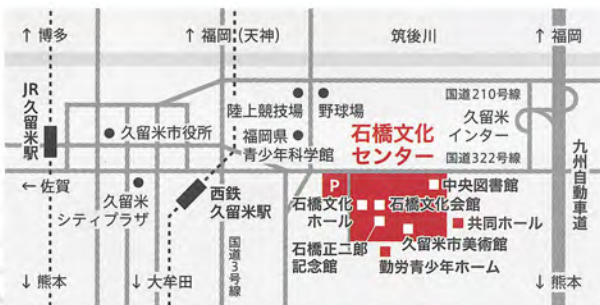 ↑ 博多
↑ 福岡 (天神)
筑後川
↑ 福岡
JR久留米駅
国道210号線
陸上競技場
野球場
久留米
インター
久留米市役所
福岡県
青少年科学館
石橋文化
センター
国道322号線
九州自動車道
← 佐賀
久留米
シティプラザ
西鉄
久留米駅
P
中央図書館
石橋文化
ホール
石橋文化会館
共同ホール
石橋正二郎
記念館
久留米市美術館
勤労青少年ホーム
国道3号線
↓ 熊本
↓ 大牟田
↓ 熊本